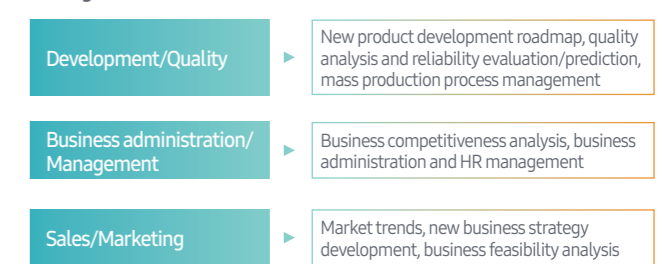 Development/Quality
New product development roadmap, quality
analysis and reliability evaluation/prediction,
mass production process management
Business administration/
Management
Business competitiveness analysis, business
administration and HR management
Sales/Marketing
Market trends, new business strategy
development, business feasibility analysis